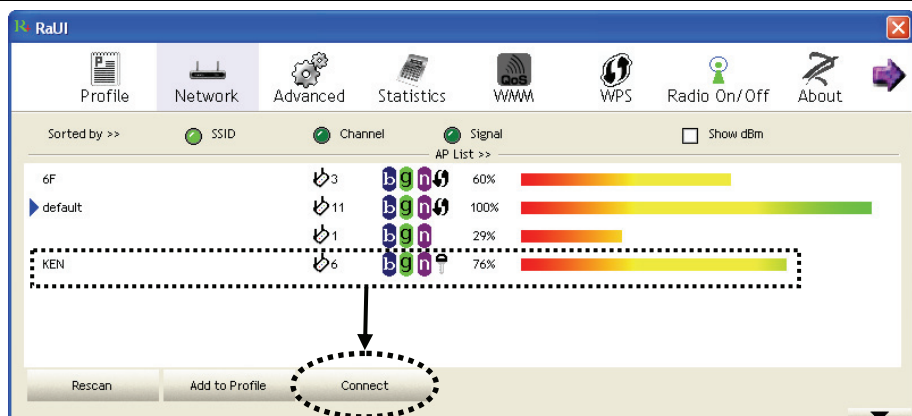 RaUI
Profile Network Advanced Statistics QoS WMM WPS Radio On/Off About
Sorted by >> SSID Channel Signal Show dBm
AP List >>
6F 3 b g n 60%
default 11 b g n 100%
1 b g n 29%
KEN 6 b g n 76%
Rescan Add to Profile Connect